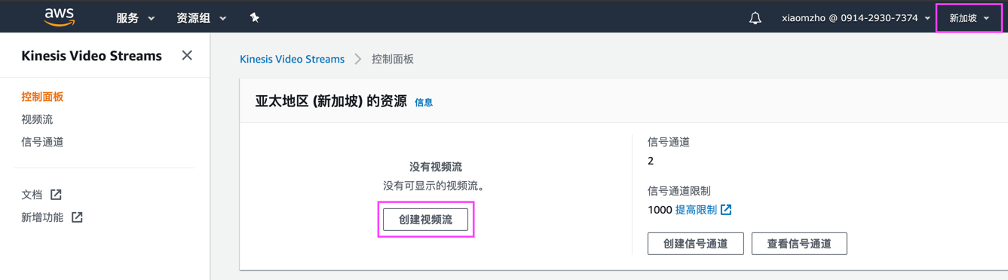 aws 服务 资源组 xiaomzho @ 0914-2930-7374 新加坡
Kinesis Video Streams
控制面板
视频流
信号通道
文档
新增功能
Kinesis Video Streams 控制面板
亚太地区 (新加坡) 的资源 信息
没有视频流
没有可显示的视频流。
创建视频流
信号通道
2
信号通道限制
1000 提高限制
创建信号通道 查看信号通道